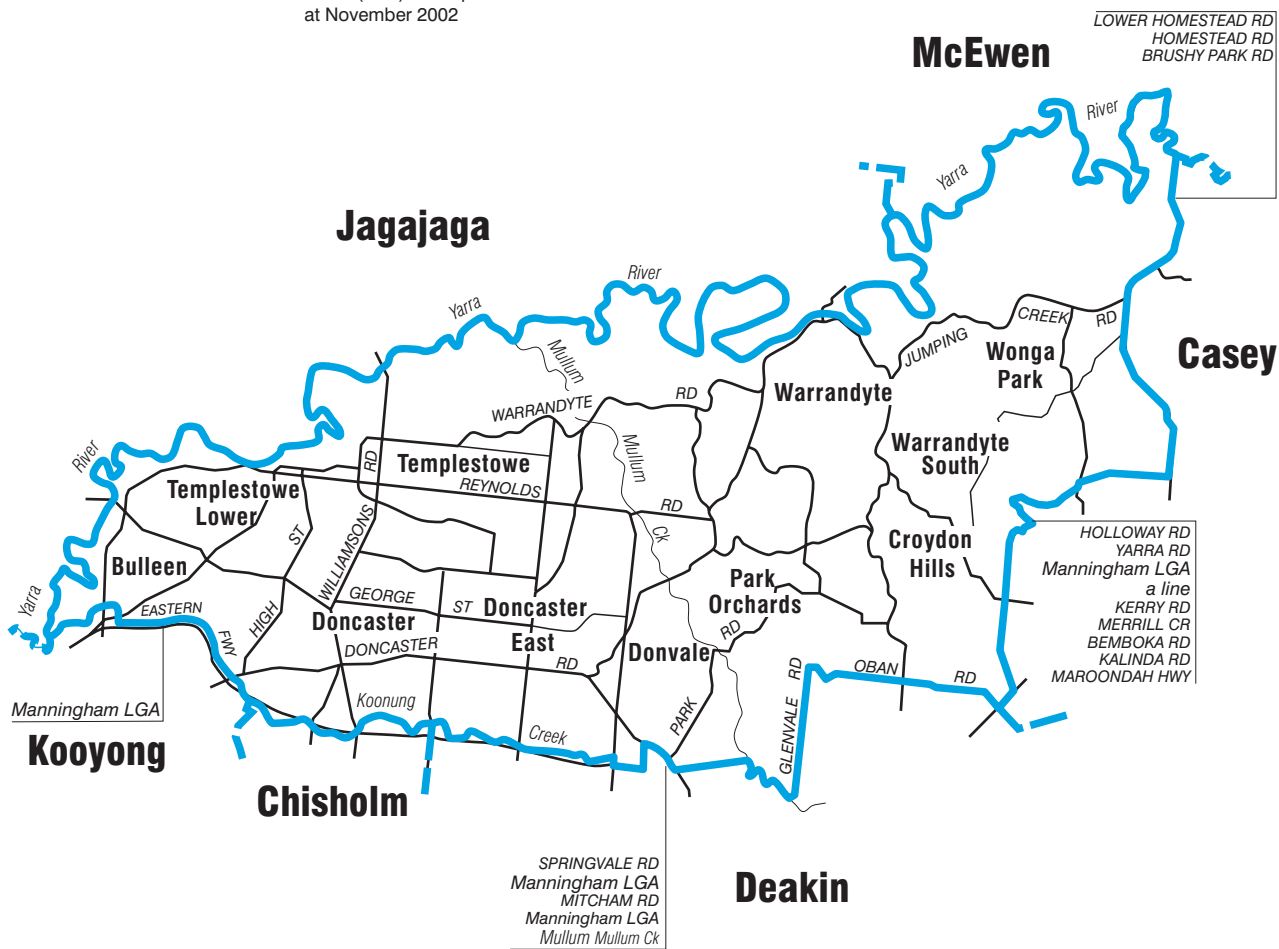 at November 2002
LOWER HOMESTEAD RD
HOMESTEAD RD
BRUSHY PARK RD
McEwen
River
Yarra
Jagajaga
River
Yarra
CREEK
RD
JUMPING
Wonga
Park
Casey
Mullum
Warrandyte
RD
WARRANDYTE
River
Mullum
Warrandyte
South
RD
Templestowe
REYNOLDS
Templestowe
Lower
RD
ST
WILLIAMSONS
Ck
Croydon
Hills
HOLLOWAY RD
YARRA RD
Manningham LGA
a line
KERRY RD
MERRILL CR
BEMBOKA RD
KALINDA RD
MAROONDAH HWY
Bulleen
Yarra
Park
Orchards
GEORGE
ST
Doncaster
East
EASTERN
FWY
HIGH
Doncaster
DONCASTER
RD
Donvale
RD
PARK
GLENVALE
RD
OBAN
RD
Koonung
Creek
Manningham LGA
Kooyong
Chisholm
SPRINGVALE RD
Manningham LGA
MITCHAM RD
Manningham LGA
Mullum Mullum Ck
Deakin